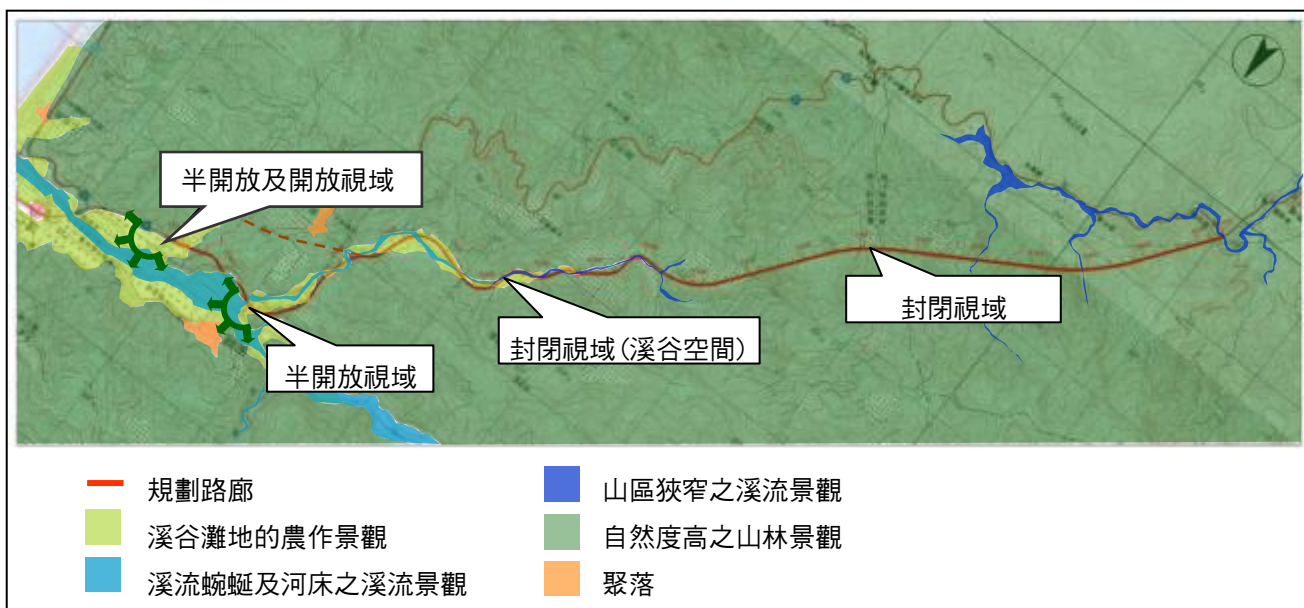 半開放及開放視域
封閉視域
封閉視域(溪谷空間)
半開放視域
規劃路廊
山區狹窄之溪流景觀
溪谷灘地的農作景觀
自然度高之山林景觀
溪流蜿蜒及河床之溪流景觀
聚落